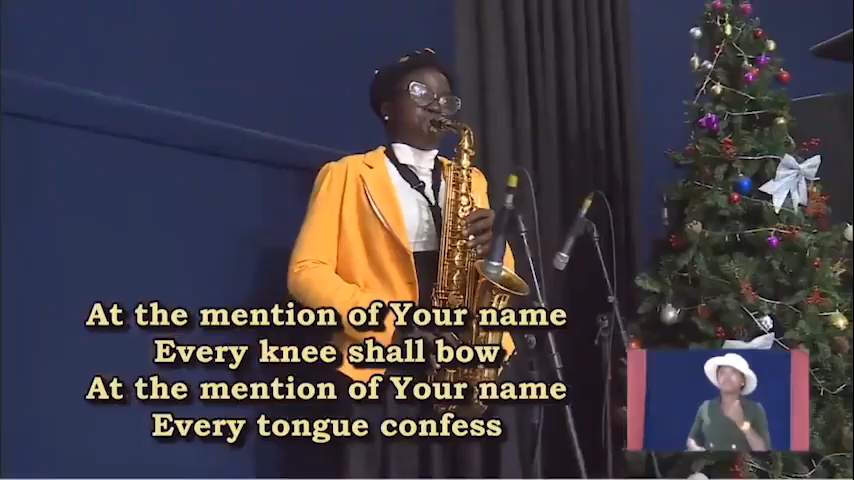 At the mention of Your name
Every knee shall bow
At the mention of Your name
Every tongue confess